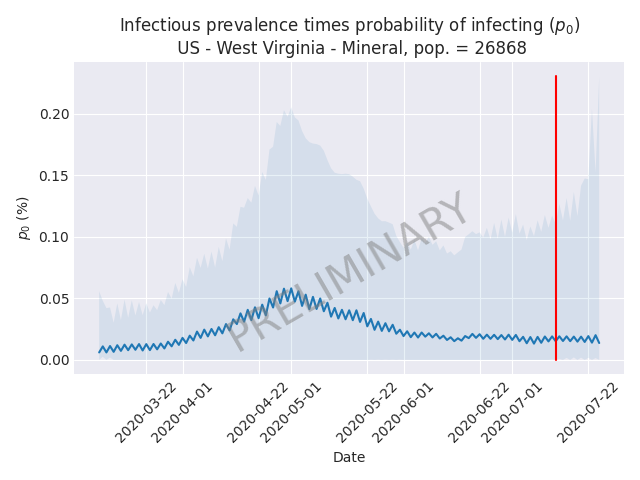 Infectious prevalence times probability of infecting (p₀)
US - West Virginia - Mineral, pop. = 26868
p₀ (%)
0.20
0.15
0.10
0.05
0.00
PRELIMINARY
2020-03-22
2020-04-01
2020-04-22
2020-05-01
2020-05-22
2020-06-01
2020-06-22
2020-07-01
2020-07-22
Date